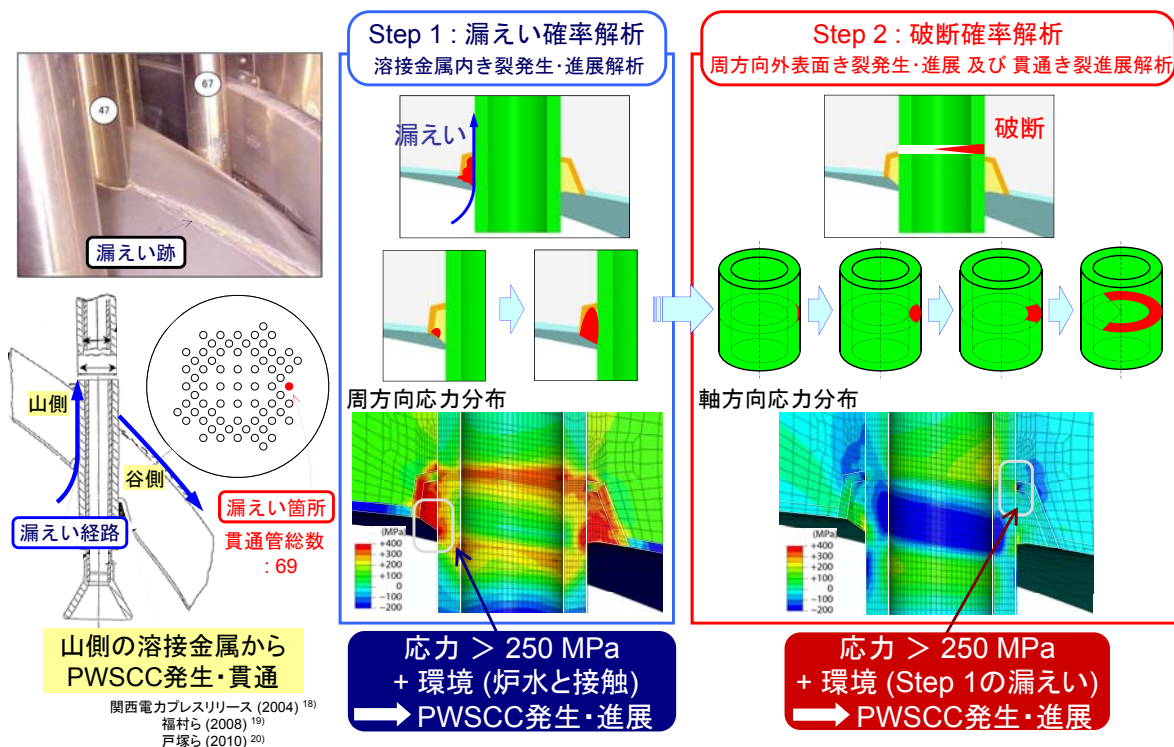 47
67
漏えい跡
山側
谷側
漏えい経路
漏えい箇所
貫通管総数
: 69
山側の溶接金属から
PWSCC発生・貫通
関西電力プレスリリース (2004) 18)
福村ら (2008) 19)
戸塚ら (2010) 20)
Step 1 : 漏えい確率解析
溶接金属内き裂発生・進展解析
漏えい
周方向応力分布
(MPa)
+400
+300
+200
+100
0
−100
−200
応力 > 250 MPa
+ 環境 (炉水と接触)
PWSCC発生・進展
Step 2 : 破断確率解析
周方向外表面き裂発生・進展 及び 貫通き裂進展解析
破断
軸方向応力分布
(MPa)
+400
+300
+200
+100
0
−100
−200
応力 > 250 MPa
+ 環境 (Step 1の漏えい)
PWSCC発生・進展